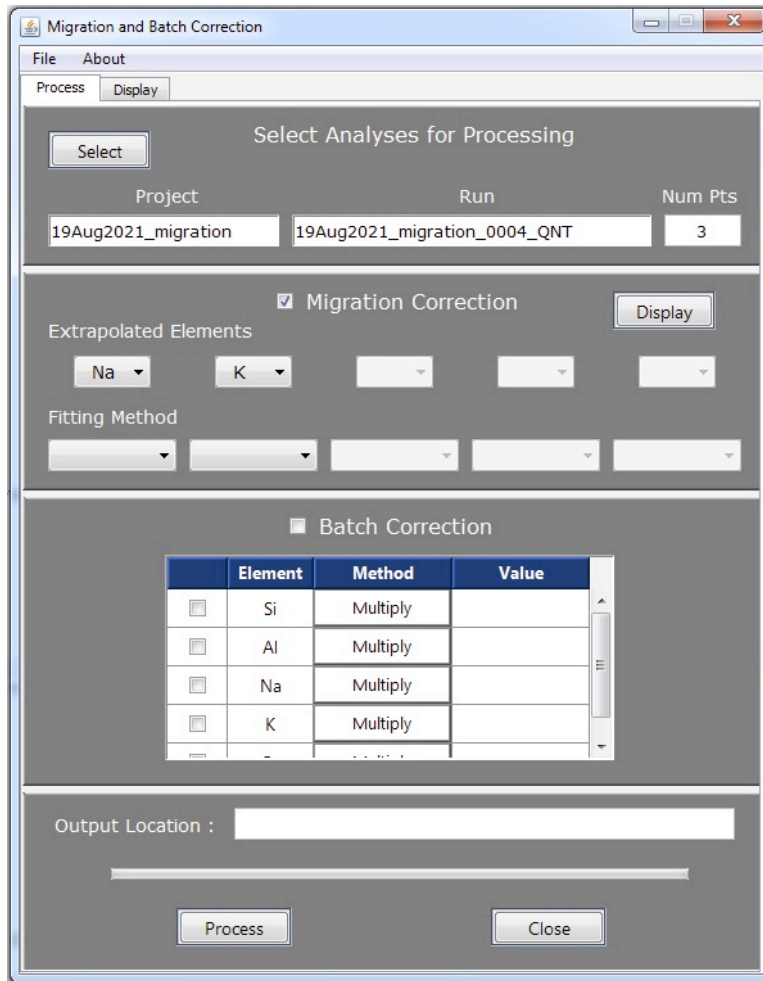 Migration and Batch Correction
File About
Process Display
Select Select Analyses for Processing
Project Run Num Pts
19Aug2021_migration 19Aug2021_migration_0004_QNT 3
Migration Correction
Display
Extrapolated Elements
Na K
Fitting Method
Batch Correction
Element Method Value
Si Multiply
Al Multiply
Na Multiply
K Multiply
Output Location :
Process Close